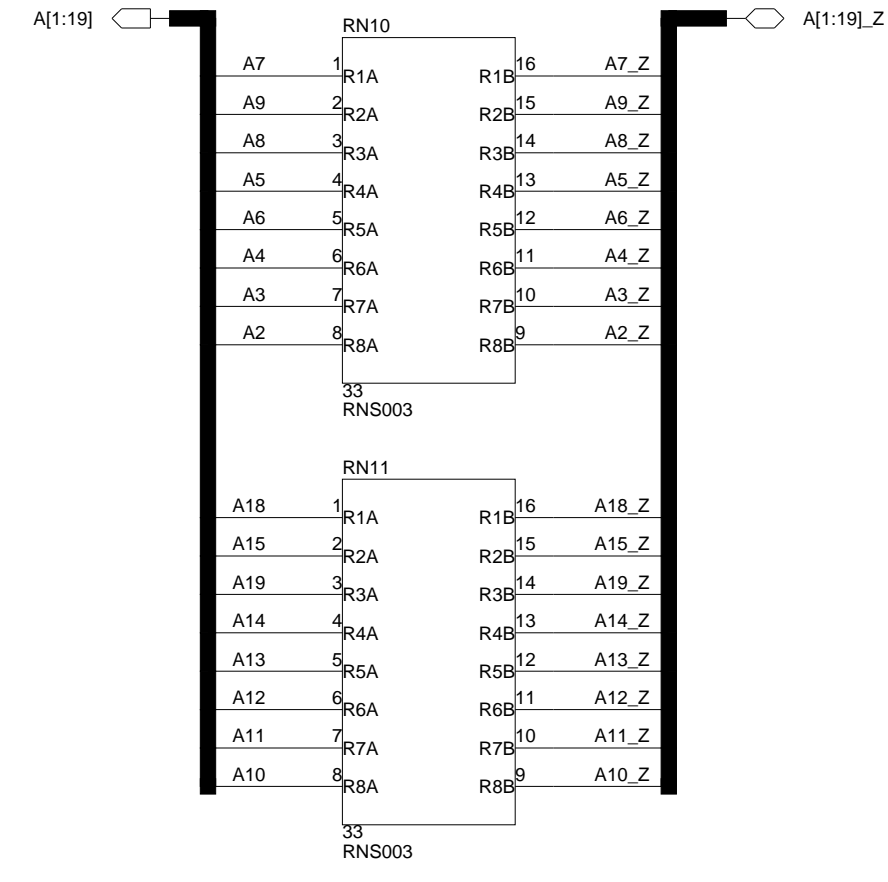 A[1:19] A[1:19]_Z
RN10
A7 1 R1A R1B 16 A7_Z
A9 2 R2A R2B 15 A9_Z
A8 3 R3A R3B 14 A8_Z
A5 4 R4A R4B 13 A5_Z
A6 5 R5A R5B 12 A6_Z
A4 6 R6A R6B 11 A4_Z
A3 7 R7A R7B 10 A3_Z
A2 8 R8A R8B 9 A2_Z
33
RNS003
RN11
A18 1 R1A R1B 16 A18_Z
A15 2 R2A R2B 15 A15_Z
A19 3 R3A R3B 14 A19_Z
A14 4 R4A R4B 13 A14_Z
A13 5 R5A R5B 12 A13_Z
A12 6 R6A R6B 11 A12_Z
A11 7 R7A R7B 10 A11_Z
A10 8 R8A R8B 9 A10_Z
33
RNS003